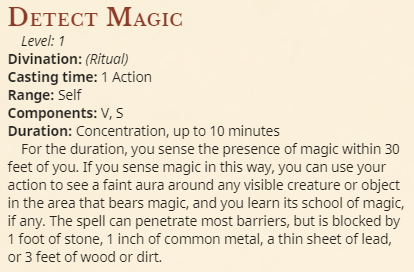 Detect Magic
Level: 1
Divination: (Ritual)
Casting time: 1 Action
Range: Self
Components: V, S
Duration: Concentration, up to 10 minutes
For the duration, you sense the presence of magic within 30
feet of you. If you sense magic in this way, you can use your
action to see a faint aura around any visible creature or object
in the area that bears magic, and you learn its school of magic,
if any. The spell can penetrate most barriers, but is blocked by
1 foot of stone, 1 inch of common metal, a thin sheet of lead,
or 3 feet of wood or dirt.